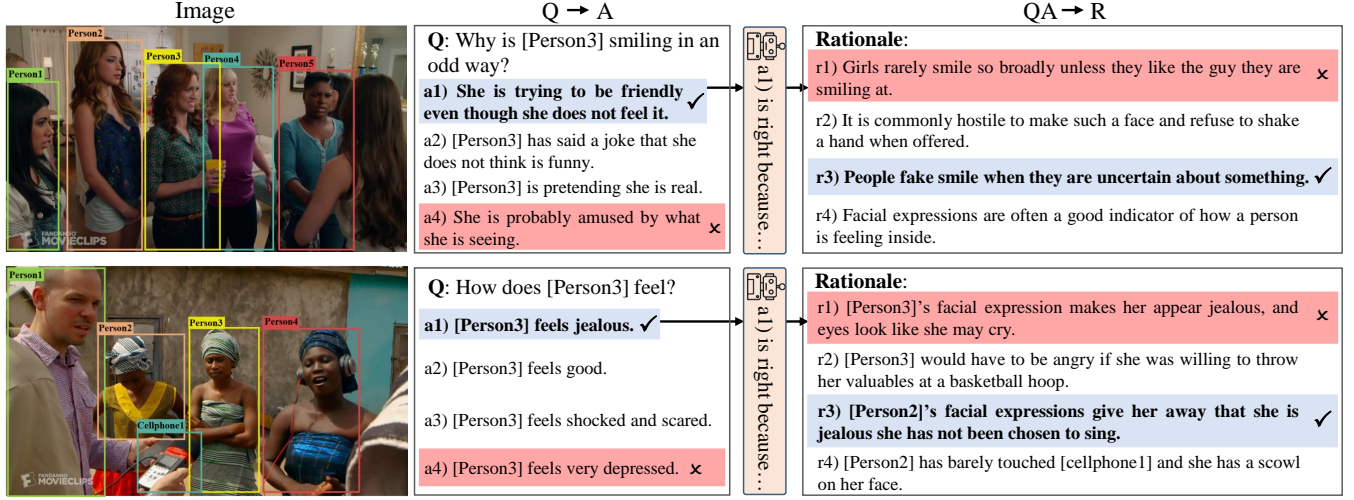 Image
Q → A
QA → R
Person1
Person2
Person3
Person4
Person5
FANDANGO
MOVIECLIPS
Q: Why is [Person3] smiling in an
odd way?
a1) She is trying to be friendly
even though she does not feel it. ✓
a2) [Person3] has said a joke that she
does not think is funny.
a3) [Person3] is pretending she is real.
a4) She is probably amused by what
she is seeing. ×
a1) is right because…
Rationale:
r1) Girls rarely smile so broadly unless they like the guy they are
smiling at. ×
r2) It is commonly hostile to make such a face and refuse to shake
a hand when offered.
r3) People fake smile when they are uncertain about something. ✓
r4) Facial expressions are often a good indicator of how a person
is feeling inside.
Person1
Person2
Person3
Person4
Cellphone1
FANDANGO
MOVIECLIPS
Q: How does [Person3] feel?
a1) [Person3] feels jealous. ✓
a2) [Person3] feels good.
a3) [Person3] feels shocked and scared.
a4) [Person3] feels very depressed. ×
a1) is right because…
Rationale:
r1) [Person3]'s facial expression makes her appear jealous, and
eyes look like she may cry. ×
r2) [Person3] would have to be angry if she was willing to throw
her valuables at a basketball hoop.
r3) [Person2]'s facial expressions give her away that she is
jealous she has not been chosen to sing. ✓
r4) [Person2] has barely touched [cellphone1] and she has a scowl
on her face.